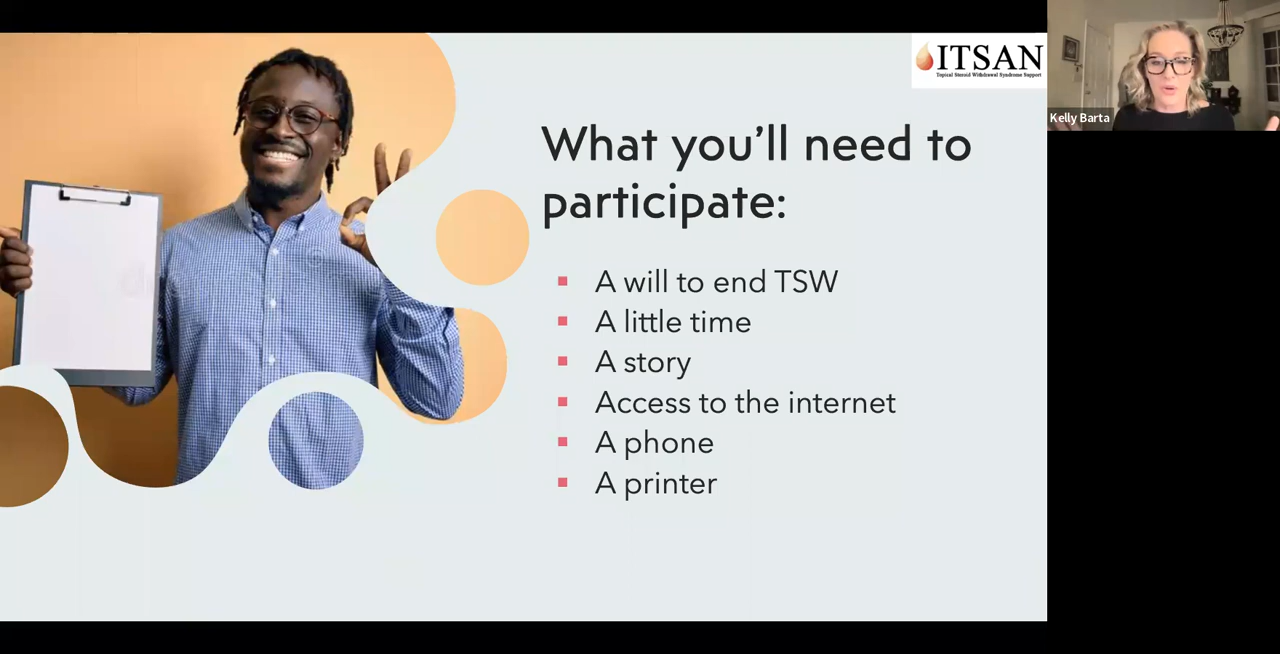 ITSAN
Topical Steroid Withdrawal Syndrome Support
Kelly Barta
What you'll need to
participate:
A will to end TSW
A little time
A story
Access to the internet
A phone
A printer